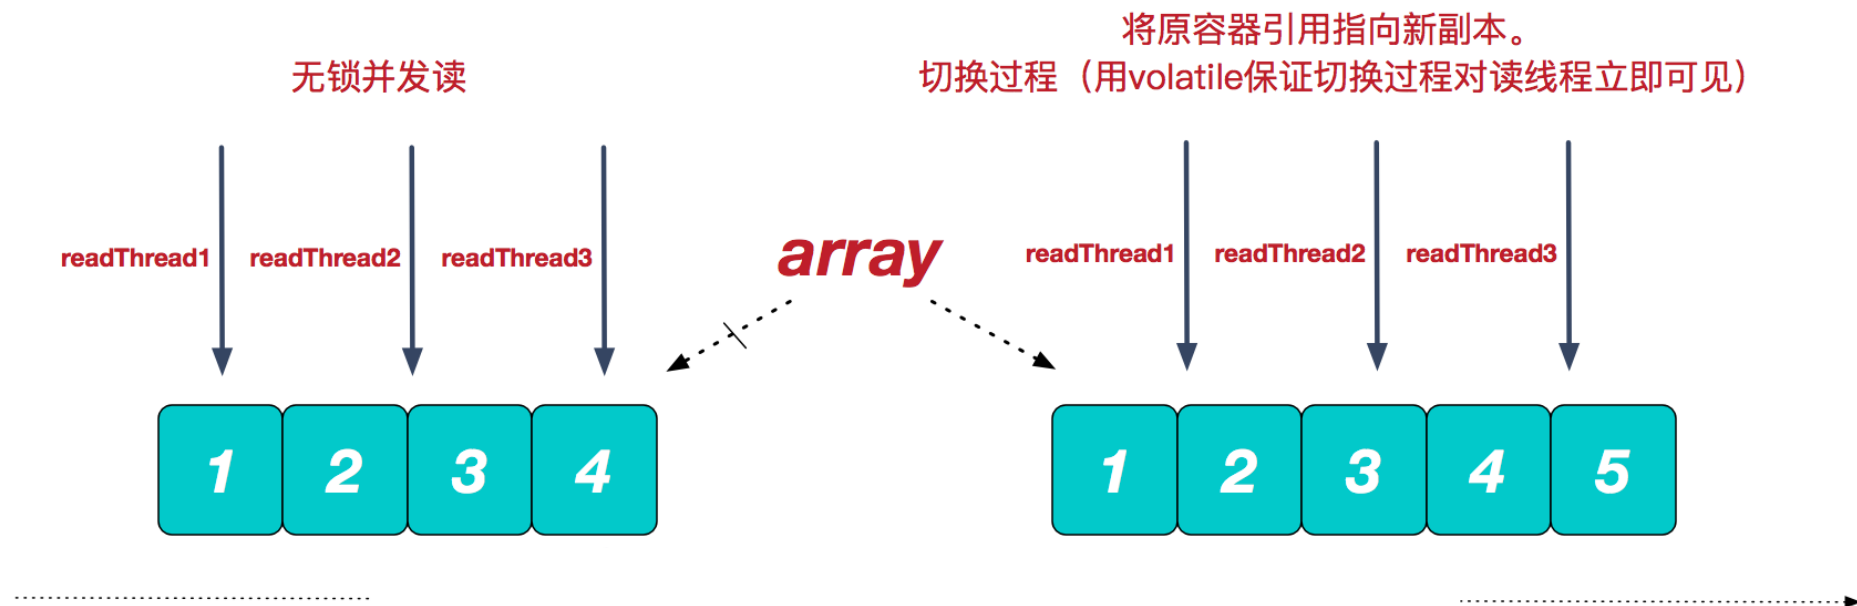 无锁并发读
将原容器引用指向新副本。
切换过程（用volatile保证切换过程对读线程立即可见）
readThread1 readThread2 readThread3
array
readThread1 readThread2 readThread3
1 2 3 4
1 2 3 4 5